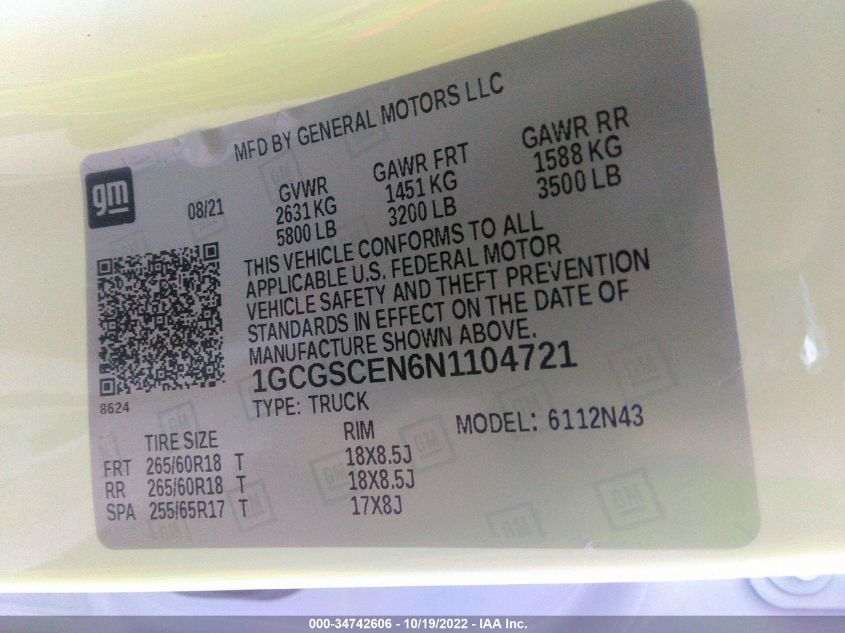 MFD BY GENERAL MOTORS LLC
gm
08/21
GVWR GAWR FRT GAWR RR
2631 KG 1451 KG 1588 KG
5800 LB 3200 LB 3500 LB
THIS VEHICLE CONFORMS TO ALL
APPLICABLE U.S. FEDERAL MOTOR
VEHICLE SAFETY AND THEFT PREVENTION
STANDARDS IN EFFECT ON THE DATE OF
MANUFACTURE SHOWN ABOVE.
1GCGSCEN6N1104721
8624
TYPE: TRUCK
MODEL: 6112N43
TIRE SIZE RIM
FRT 265/60R18 T 18X8.5J
RR 265/60R18 T 18X8.5J
SPA 255/65R17 T 17X8J
000-34742606 - 10/19/2022 - IAA Inc.